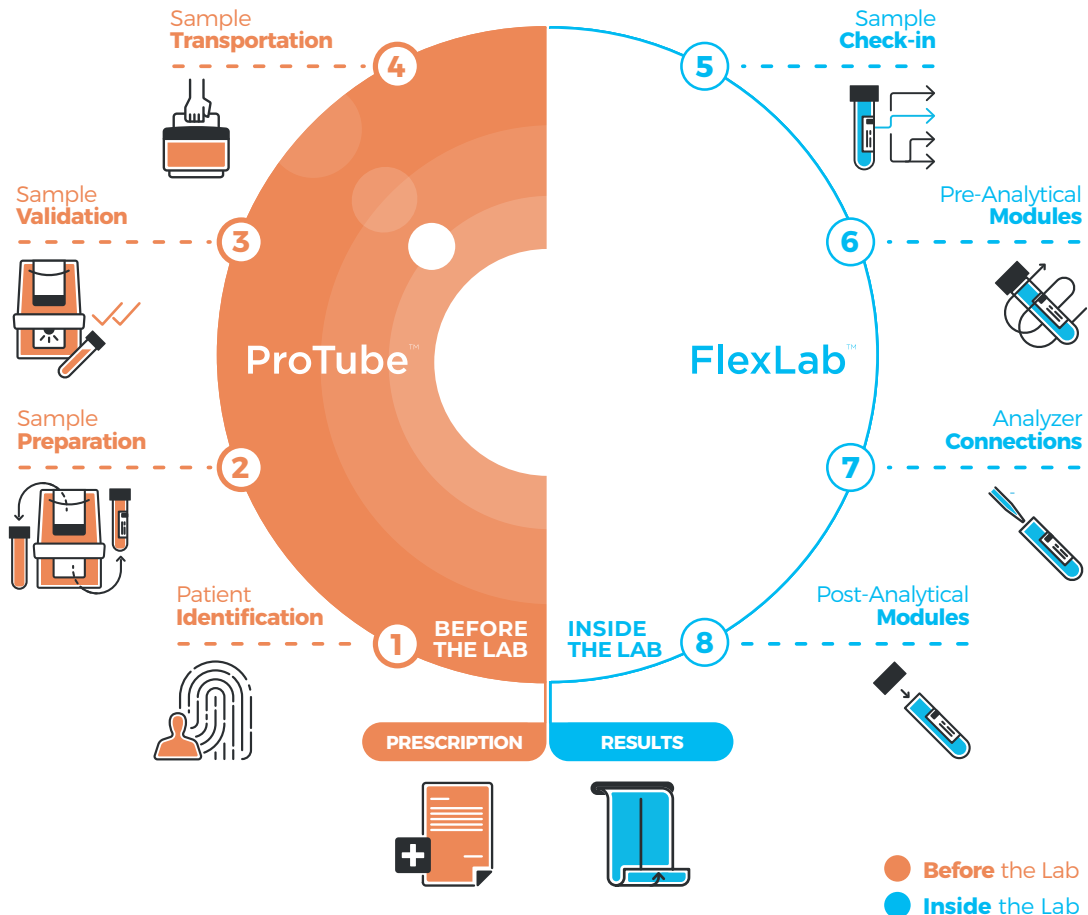 Sample
Transportation
4
Sample
Check-in
5
Sample
Validation
3
Pre-Analytical
Modules
6
ProTube™
FlexLab™
Sample
Preparation
2
Analyzer
Connections
7
Patient
Identification
1
BEFORE
THE LAB
INSIDE
THE LAB
8
Post-Analytical
Modules
PRESCRIPTION
RESULTS
Before the Lab
Inside the Lab